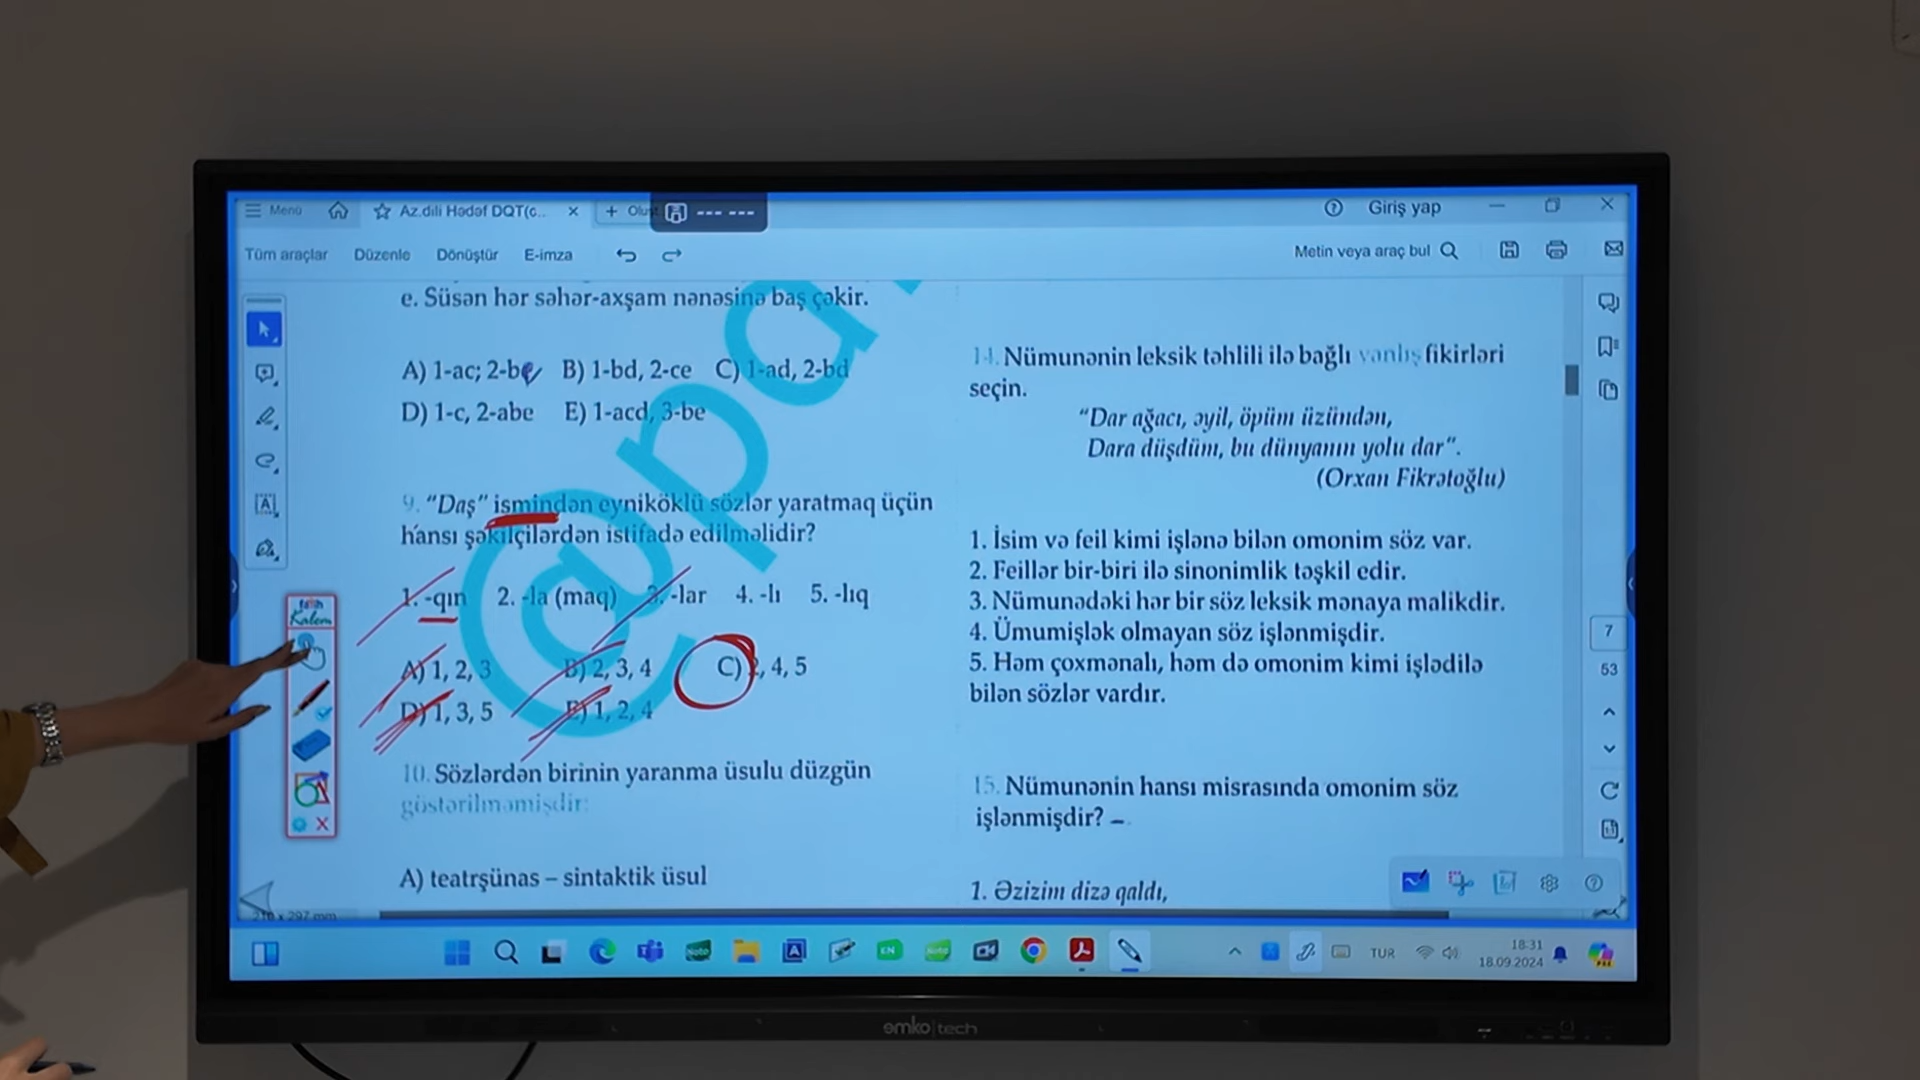 Menü
Az.dili Hədəf DQT(c..
Giriş yap
Tüm araçlar
Düzenle
Dönüştür
E-imza
Metin veya araç bul
e. Süsən hər səhər-axşam nənəsinə baş çəkir.
A) 1-ac; 2-be B) 1-bd, 2-ce C) 1-ad, 2-bd
D) 1-c, 2-abe E) 1-acd, 3-be
9. “Daş” ismindən eyniköklü sözlər yaratmaq üçün
hansı şəkilçilərdən istifadə edilməlidir?
1. -qın 2. -la (maq) 3. -lar 4. -lı 5. -lıq
A) 1, 2, 3 B) 2, 3, 4 C) 2, 4, 5
D) 1, 3, 5 E) 1, 2, 4
10. Sözlərdən birinin yaranma üsulu düzgün
göstərilməmişdir:
A) teatrşünas – sintaktik üsul
14. Nümunənin leksik təhlili ilə bağlı yanlış fikirləri
seçin.
“Dar ağacı, əyil, öpüm üzündən,
Dara düşdüm, bu dünyanın yolu dar”.
(Orxan Fikrətoğlu)
1. İsim və feil kimi işlənə bilən omonim söz var.
2. Feillər bir-biri ilə sinonimlik təşkil edir.
3. Nümunədəki hər bir söz leksik mənaya malikdir.
4. Ümumişlək olmayan söz işlənmişdir.
5. Həm çoxmənalı, həm də omonim kimi işlədilə
bilən sözlər vardır.
15. Nümunənin hansı misrasında omonim söz
işlənmişdir? –
1. Əzizim dizə qaldı,
@pd
fatih
Kalem
7
53
210 x 297 mm
TUR
18:31
18.09.2024
emko|tech